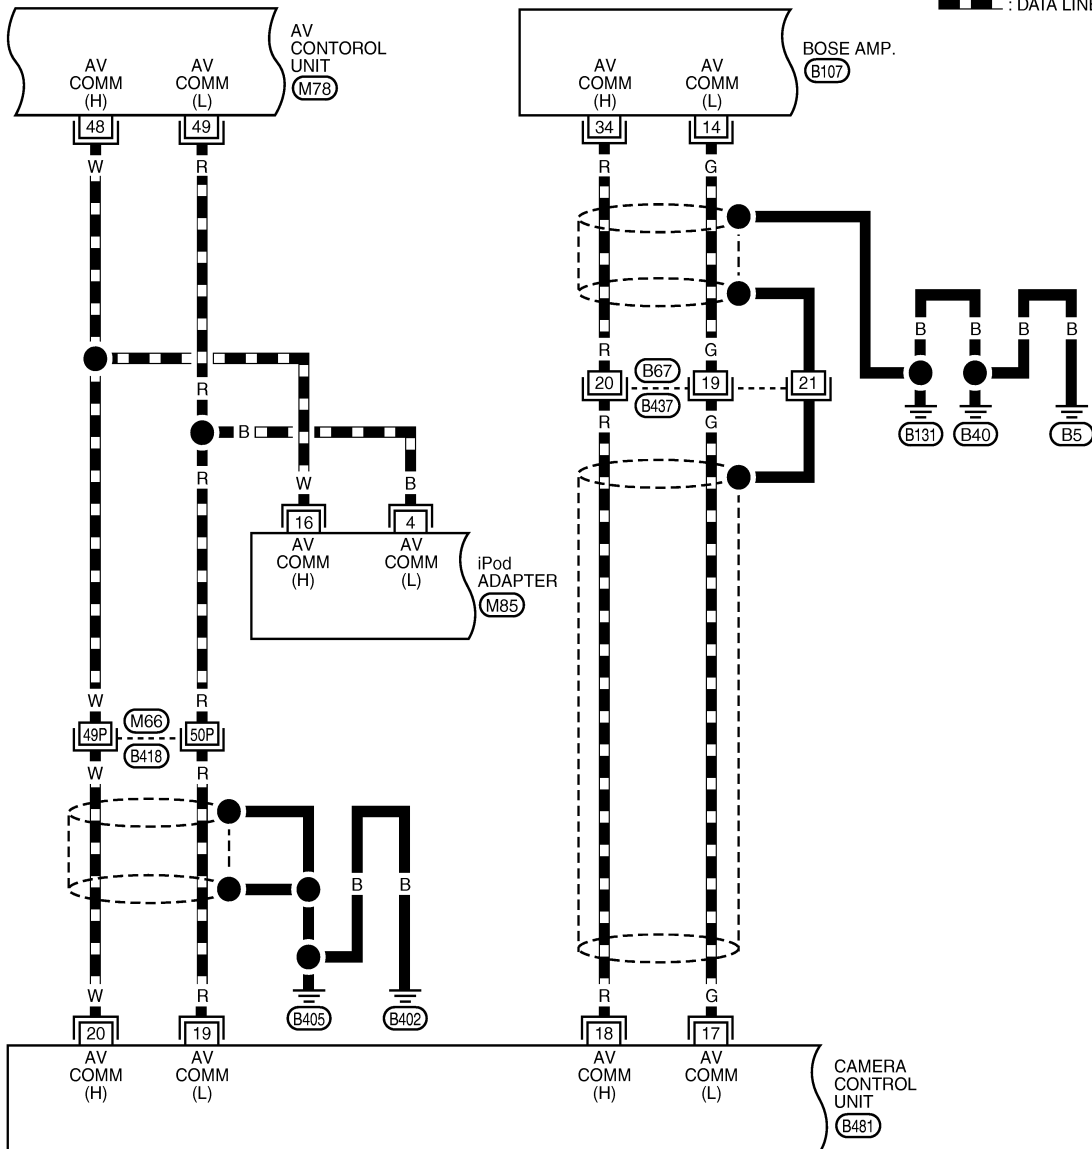 : DATA LINE
AV
CONTOROL
UNIT
M78
AV
COMM
(H)
AV
COMM
(L)
48
49
W
R
BOSE AMP.
B107
AV
COMM
(H)
AV
COMM
(L)
34
14
R
G
R
G
20
B67
B437
19
21
R
G
B
B
B
B
B131
B40
B5
R
B
R
W
B
16
4
AV
COMM
(H)
AV
COMM
(L)
iPod
ADAPTER
M85
W
R
49P
M66
B418
50P
W
R
B
B
B405
B402
W
R
R
G
20
19
18
17
AV
COMM
(H)
AV
COMM
(L)
AV
COMM
(H)
AV
COMM
(L)
CAMERA
CONTROL
UNIT
B481